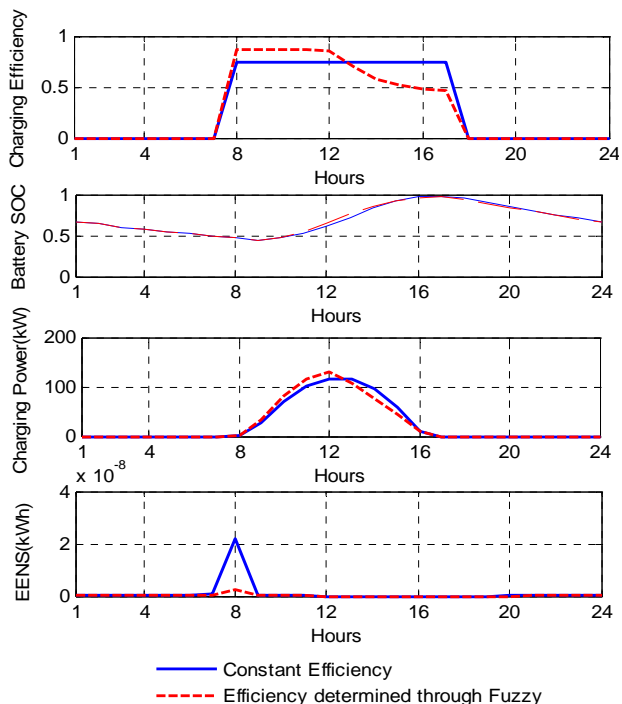 Charging Efficiency
1
0.5
0
1 4 8 12 16 20 24
Hours
Battery SOC
1
0.5
0
1 4 8 12 16 20 24
Hours
Charging Power(kW)
200
100
0
1 4 8 12 16 20 24
Hours
x 10-8
EENS(kWh)
4
2
0
1 4 8 12 16 20 24
Hours
Constant Efficiency
Efficiency determined through Fuzzy